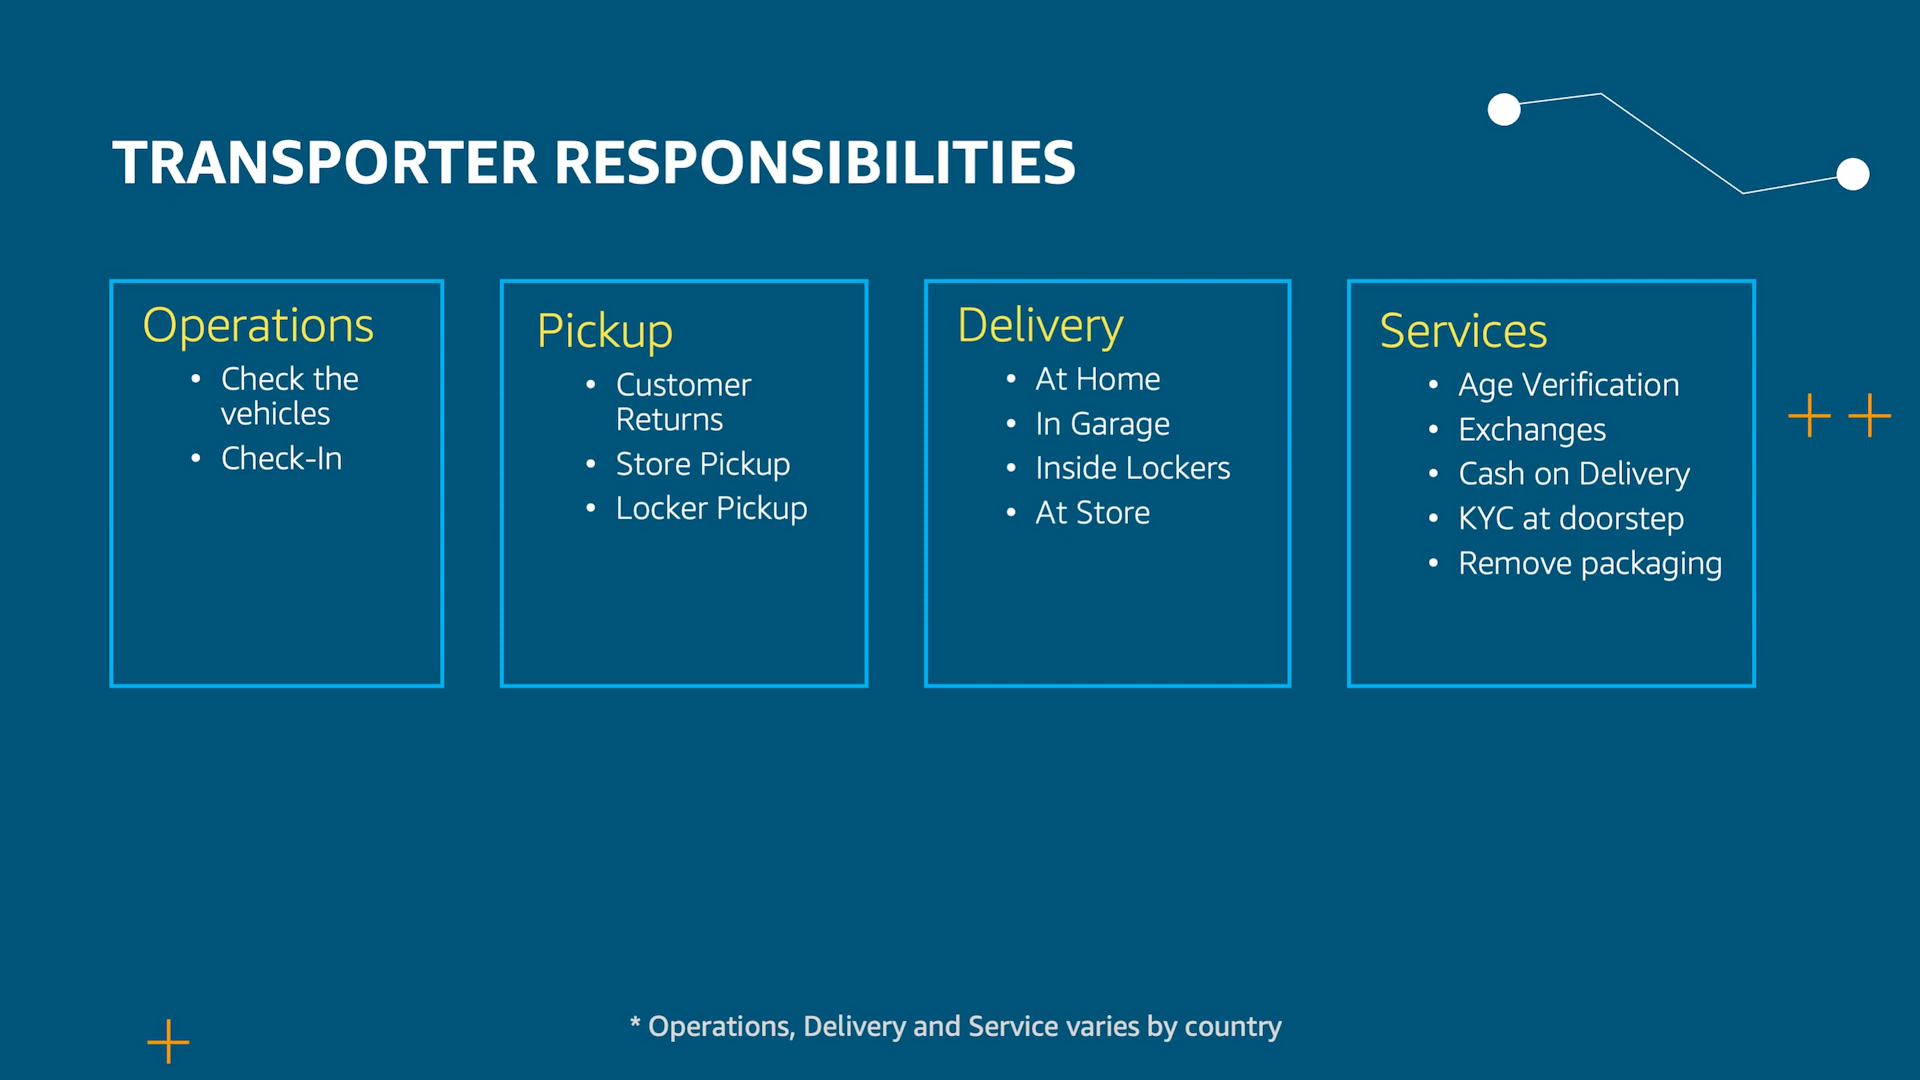 TRANSPORTER RESPONSIBILITIES
Operations
• Check the
vehicles
• Check-In
Pickup
• Customer
Returns
• Store Pickup
• Locker Pickup
Delivery
• At Home
• In Garage
• Inside Lockers
• At Store
Services
• Age Verification
• Exchanges
• Cash on Delivery
• KYC at doorstep
• Remove packaging
* Operations, Delivery and Service varies by country